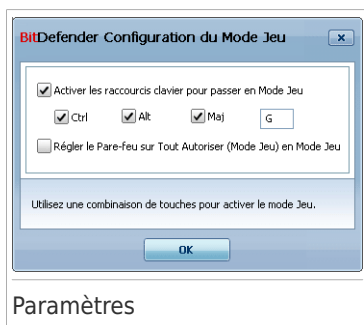 BitDefender Configuration du Mode Jeu
Activer les raccourcis clavier pour passer en Mode Jeu
Ctrl Alt Maj G
Régler le Pare-feu sur Tout Autoriser (Mode Jeu) en Mode Jeu
Utilisez une combinaison de touches pour activer le mode Jeu.
OK
Paramètres